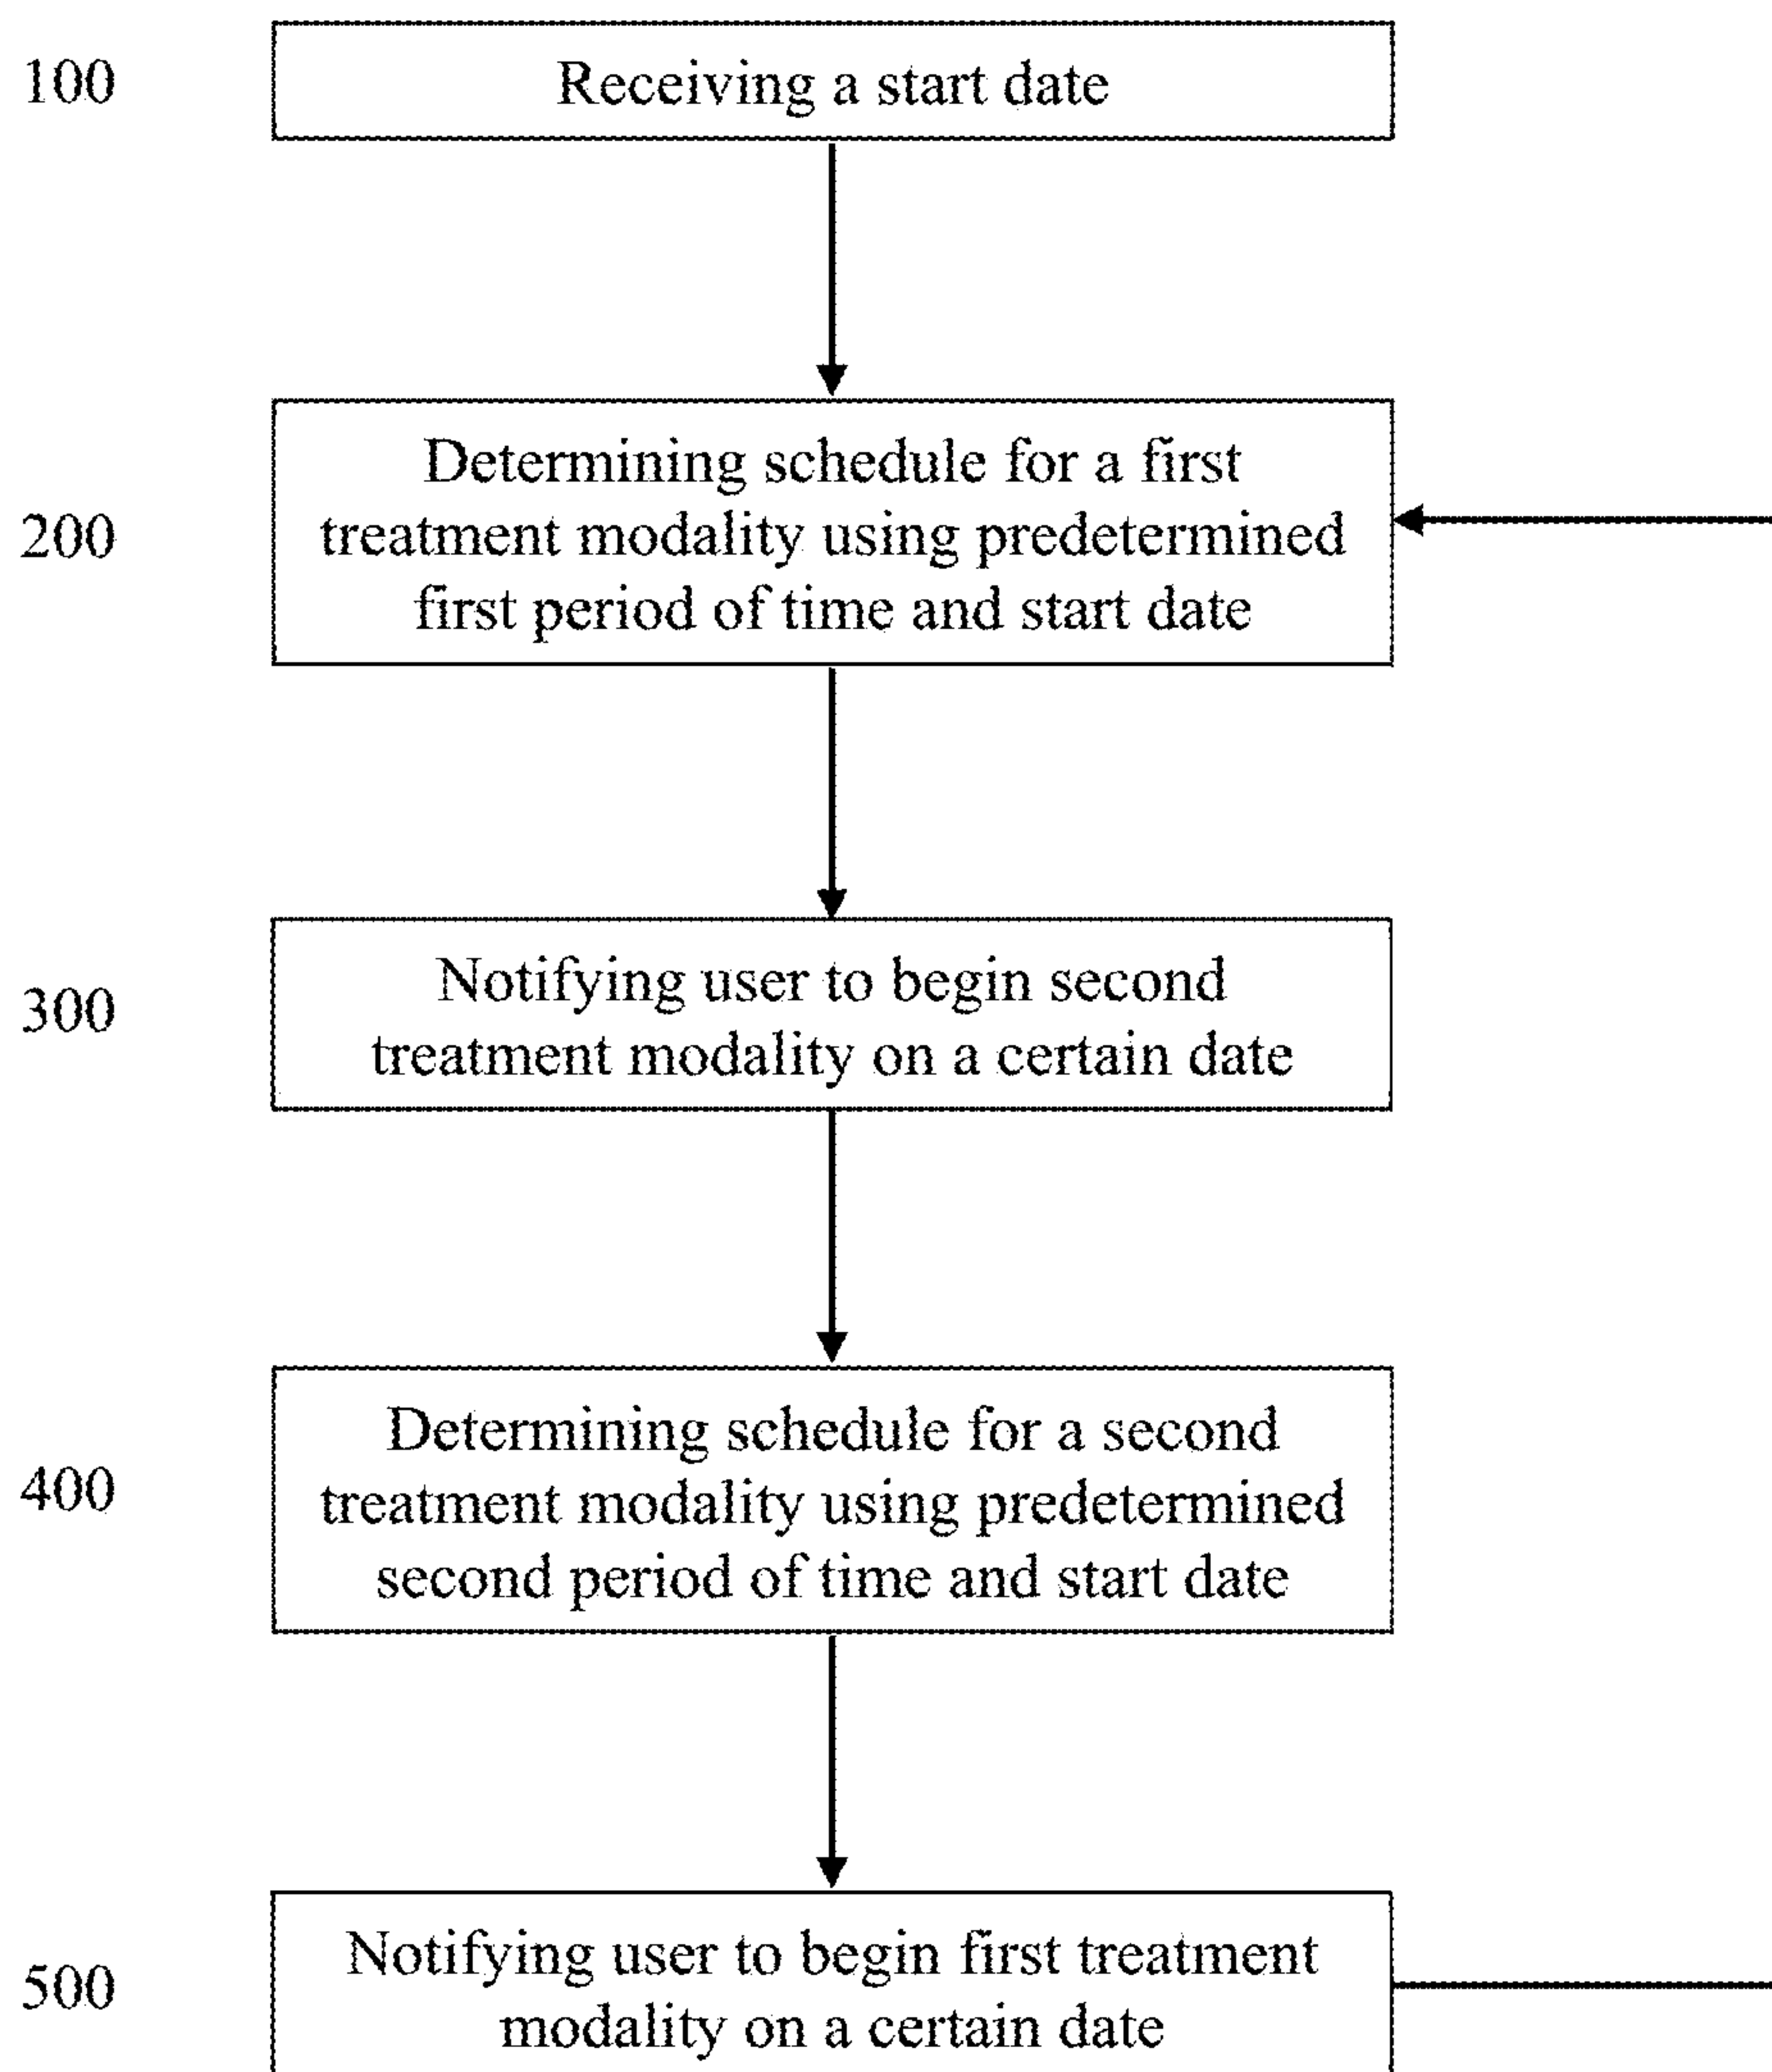 100
Receiving a start date
200
Determining schedule for a first
treatment modality using predetermined
first period of time and start date
300
Notifying user to begin second
treatment modality on a certain date
400
Determining schedule for a second
treatment modality using predetermined
second period of time and start date
500
Notifying user to begin first treatment
modality on a certain date